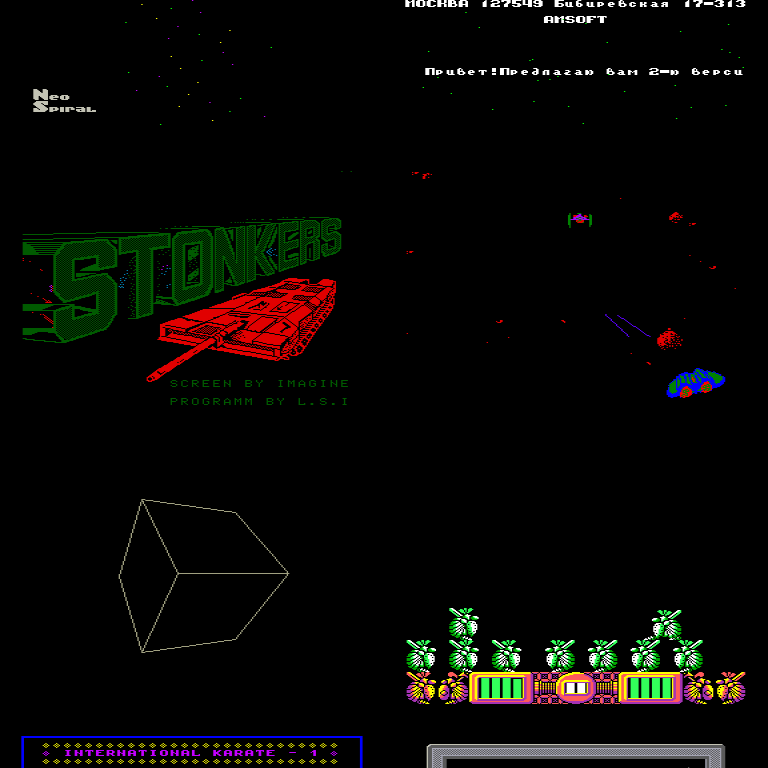 МОСКВА 127549 Бибиревская 17-313
AMSOFT
Привет!Предлагаю вам 2-ю верси
Neo
Spiral
STONKERS
SCREEN BY IMAGINE
PROGRAMM BY L.S.I
INTERNATIONAL KARATE - 1